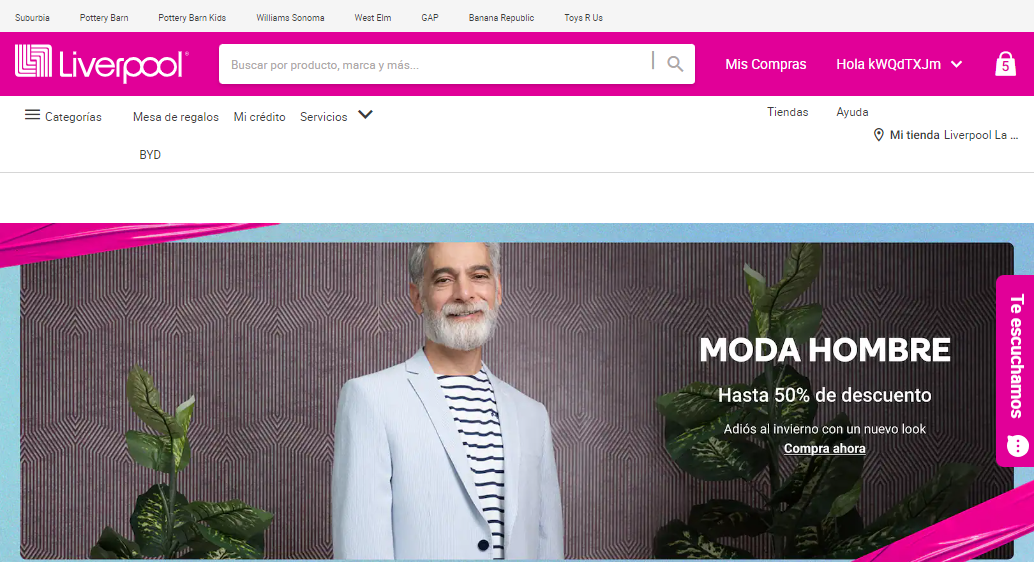 Suburbia Pottery Barn Pottery Barn Kids Williams Sonoma West Elm GAP Banana Republic Toys R Us
Liverpool® Buscar por producto, marca y más... Mis Compras Hola kWQdTXJm 5
Categorías Mesa de regalos Mi crédito Servicios Tiendas Ayuda
Mi tienda Liverpool La ...
BYD
MODA HOMBRE
Hasta 50% de descuento
Adiós al invierno con un nuevo look
Compra ahora
Te escuchamos